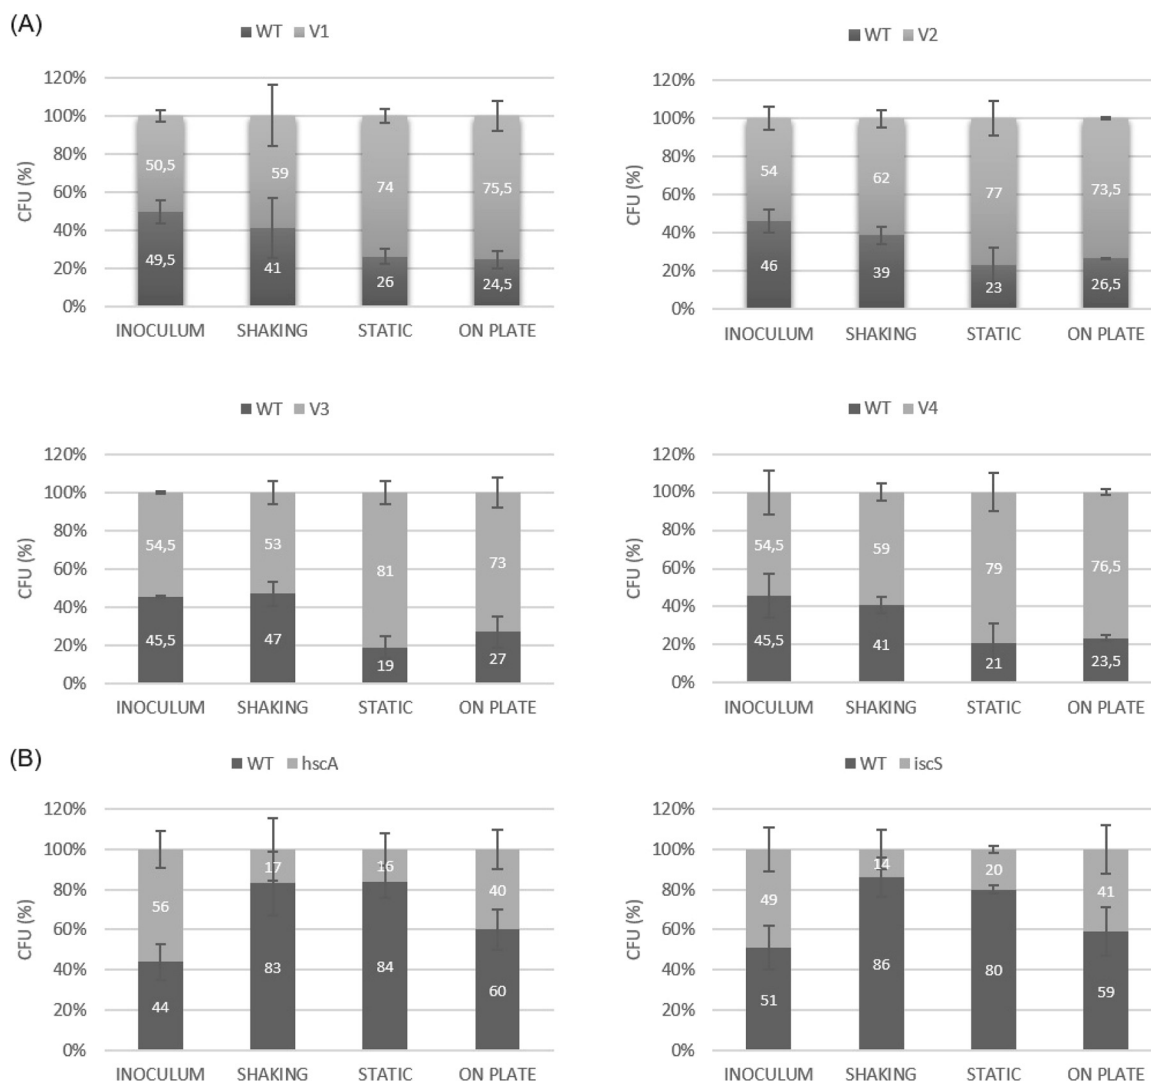 (A)
WT V1
120%
100%
80%
60%
40%
20%
0%
CFU (%)
50,5 59 74 75,5
49,5 41 26 24,5
INOCULUM SHAKING STATIC ON PLATE
WT V2
120%
100%
80%
60%
40%
20%
0%
CFU (%)
54 62 77 73,5
46 39 23 26,5
INOCULUM SHAKING STATIC ON PLATE
WT V3
120%
100%
80%
60%
40%
20%
0%
CFU (%)
54,5 53 81 73
45,5 47 19 27
INOCULUM SHAKING STATIC ON PLATE
WT V4
120%
100%
80%
60%
40%
20%
0%
CFU (%)
54,5 59 79 76,5
45,5 41 21 23,5
INOCULUM SHAKING STATIC ON PLATE
(B)
WT hscA
120%
100%
80%
60%
40%
20%
0%
CFU (%)
56 17 16 40
44 83 84 60
INOCULUM SHAKING STATIC ON PLATE
WT iscS
120%
100%
80%
60%
40%
20%
0%
CFU (%)
49 14 20 41
51 86 80 59
INOCULUM SHAKING STATIC ON PLATE